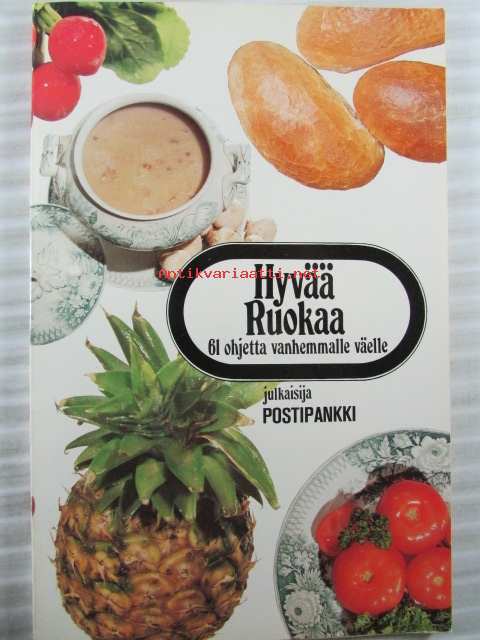 Antikvariaatti.net
Hyvää
Ruokaa
61 ohjetta vanhemmalle väelle
julkaisija
POSTIPANKKI